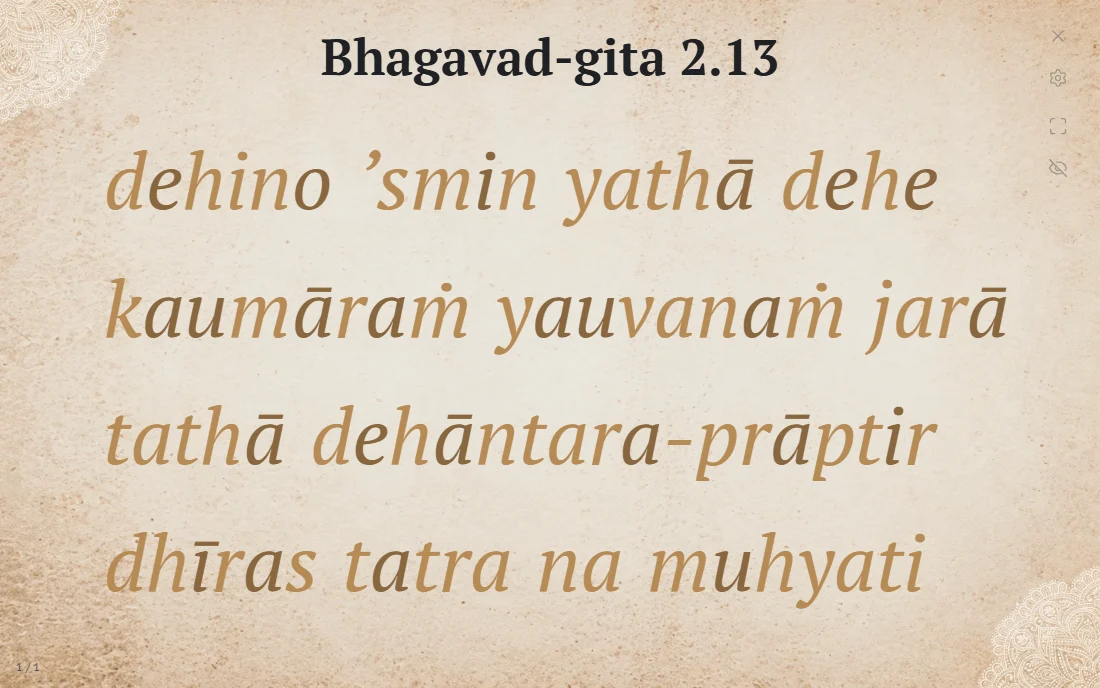 Bhagavad-gita 2.13
dehino ’smin yathā dehe
kaumāraṁ yauvanaṁ jarā
tathā dehāntara-prāptir
dhīras tatra na muhyati
1 / 1